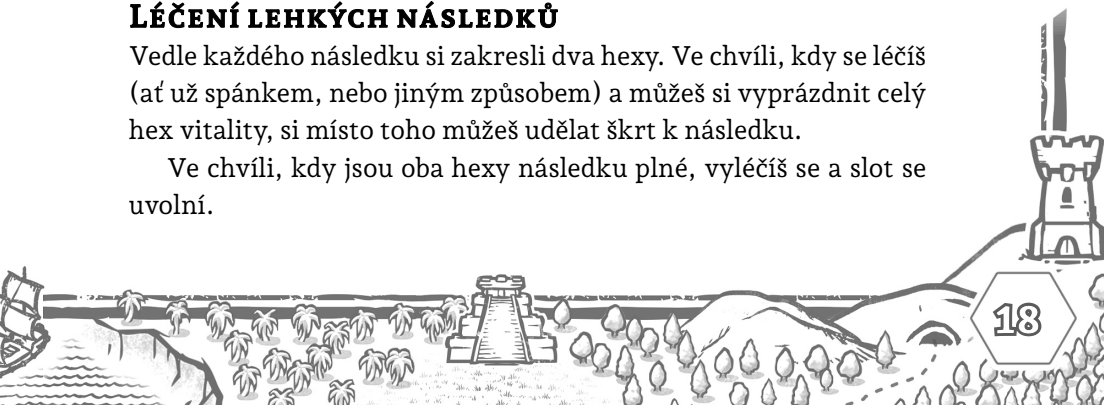 LÉČENÍ LEHKÝCH NÁSLEDKŮ
Vedle každého následku si zakresli dva hexy. Ve chvíli, kdy se léčíš
(ať už spánkem, nebo jiným způsobem) a můžeš si vyprázdnit celý
hex vitality, si místo toho můžeš udělat škrt k následku.
Ve chvíli, kdy jsou oba hexy následku plné, vyléčíš se a slot se
uvolní.
18